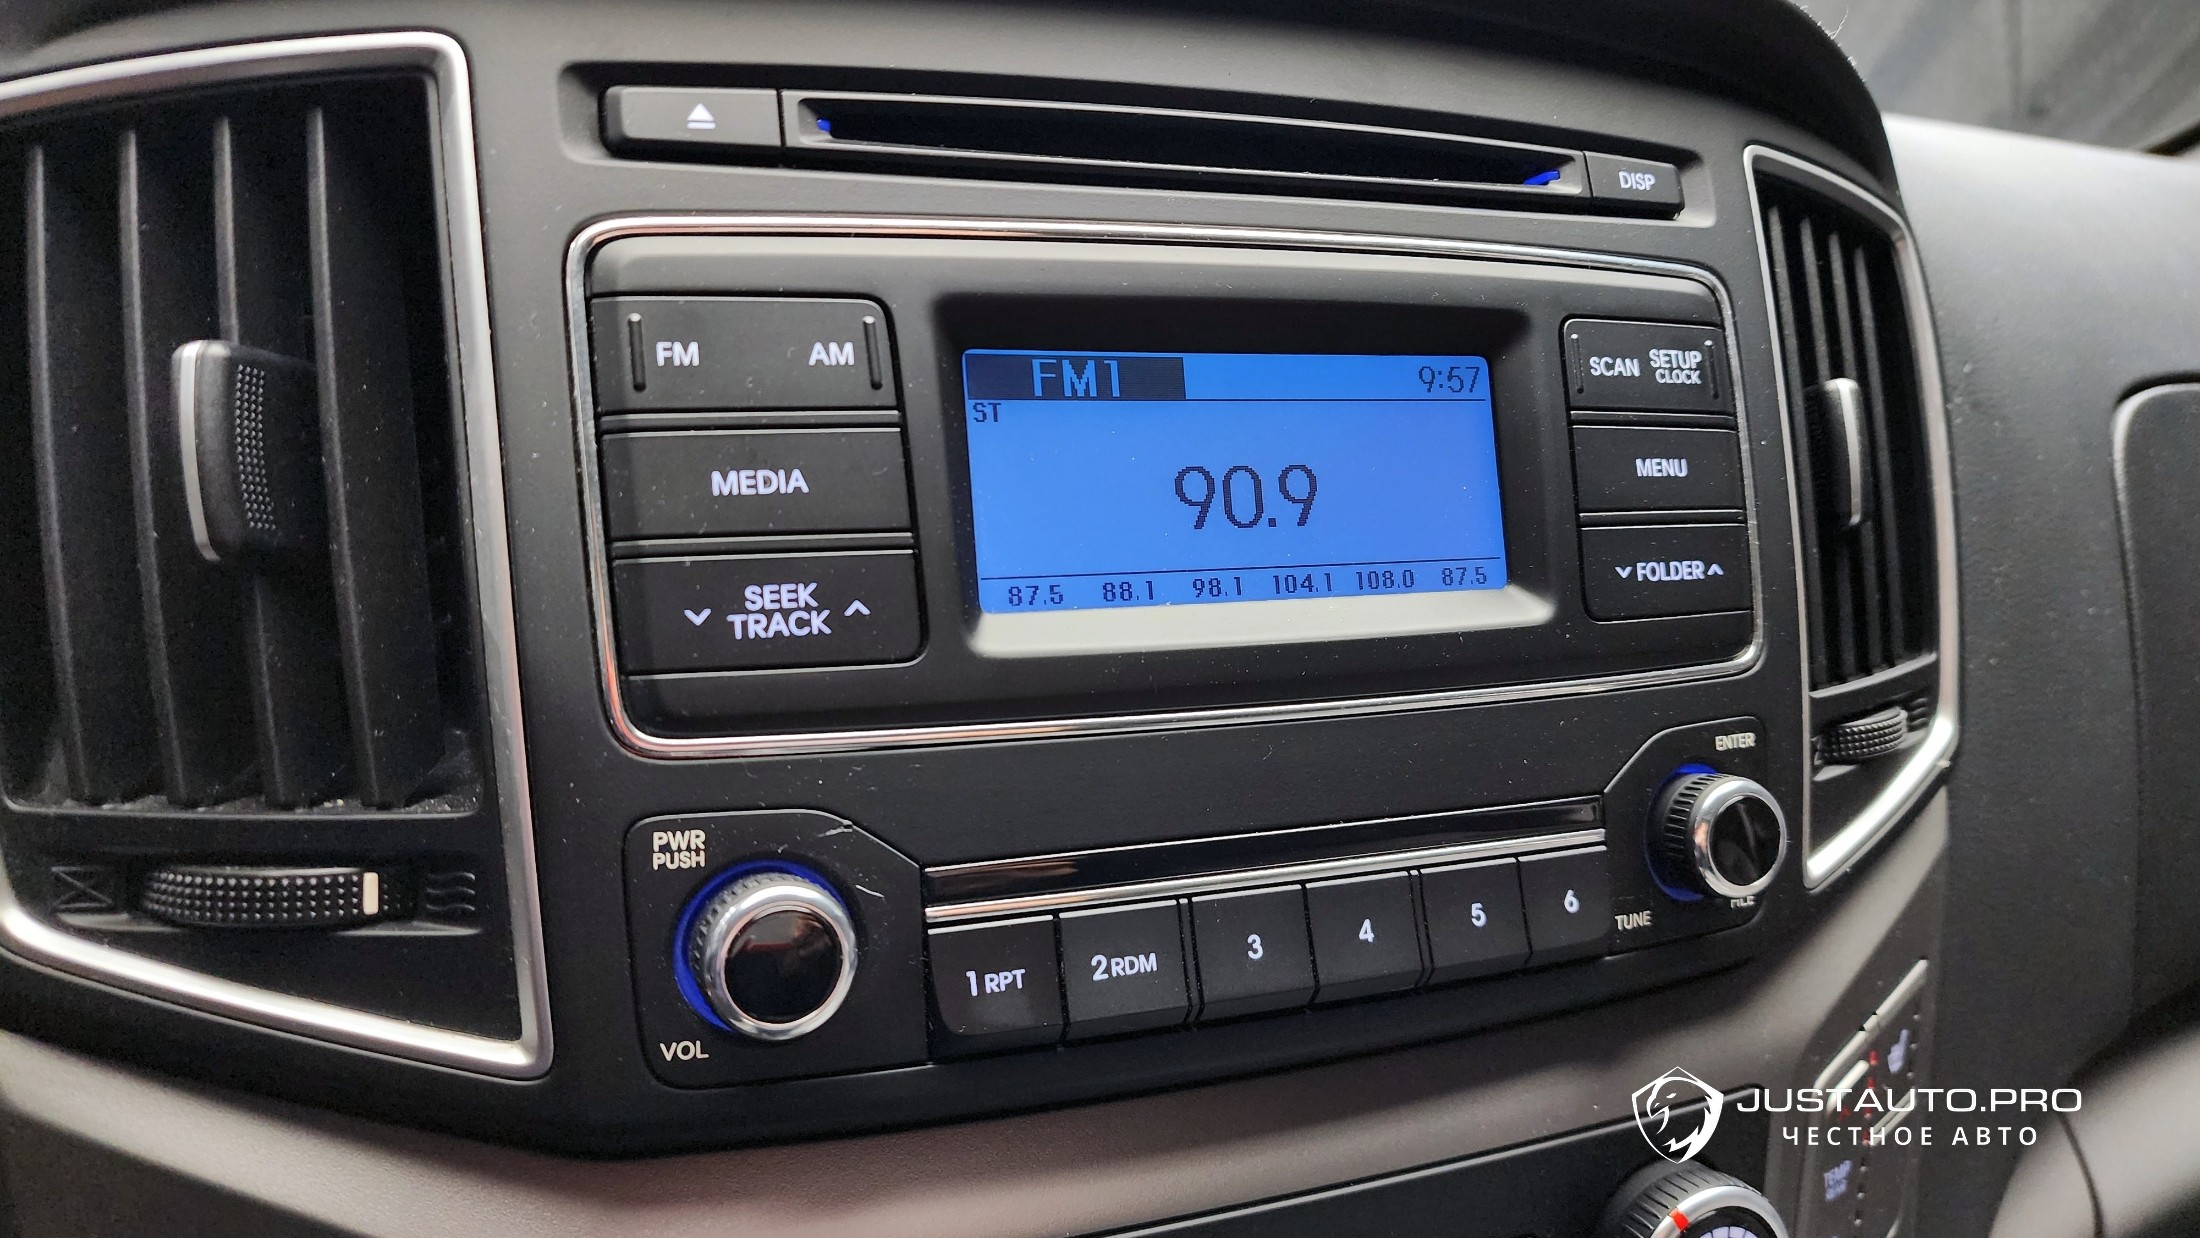 DISP
FM AM
MEDIA
SEEK
TRACK
FM1 9:57
ST
90.9
87.5 88.1 98.1 104.1 108.0 87.5
SCAN SETUP
CLOCK
MENU
FOLDER
PWR
PUSH
VOL
1 RPT 2 RDM 3 4 5 6
ENTER
TUNE
FILE
JUSTAUTO.PRO
ЧЕСТНОЕ АВТО
TEMP